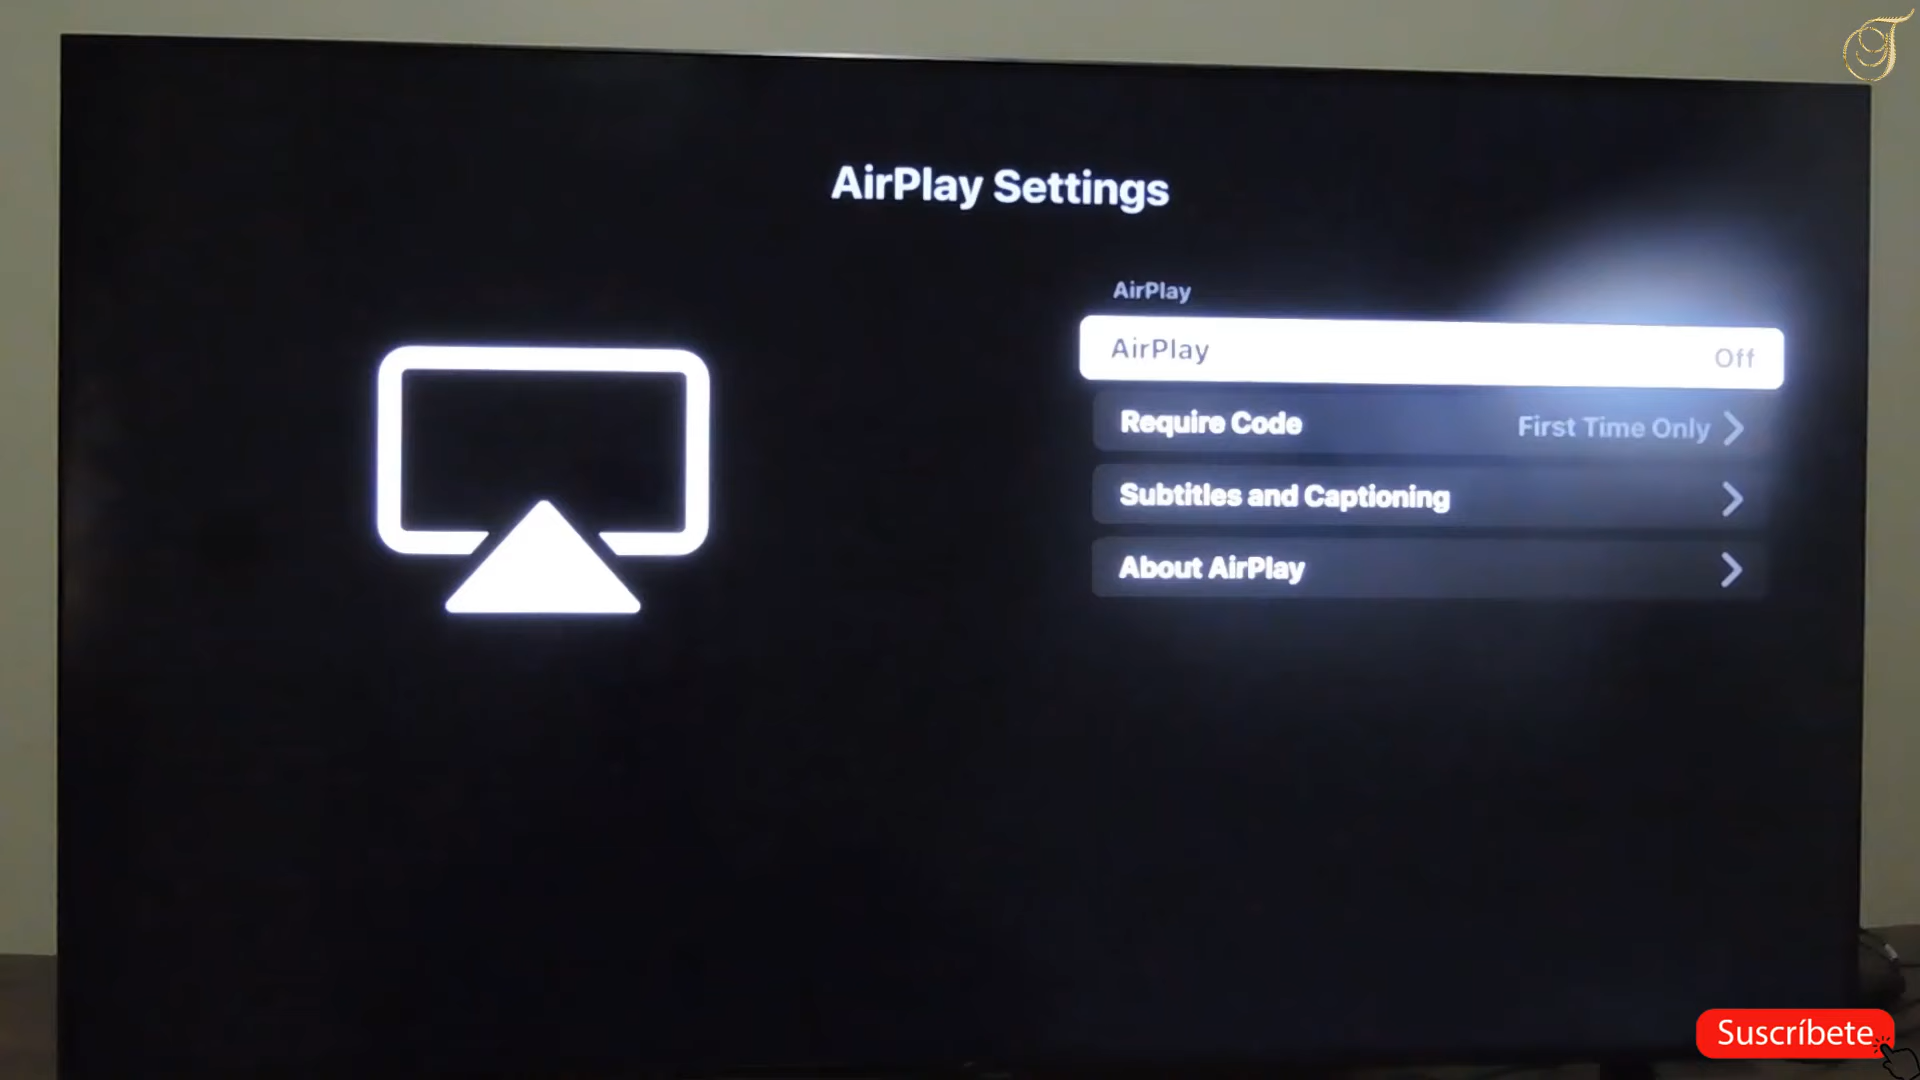 AirPlay Settings
AirPlay
AirPlay Off
Require Code First Time Only
Subtitles and Captioning
About AirPlay
Suscríbete